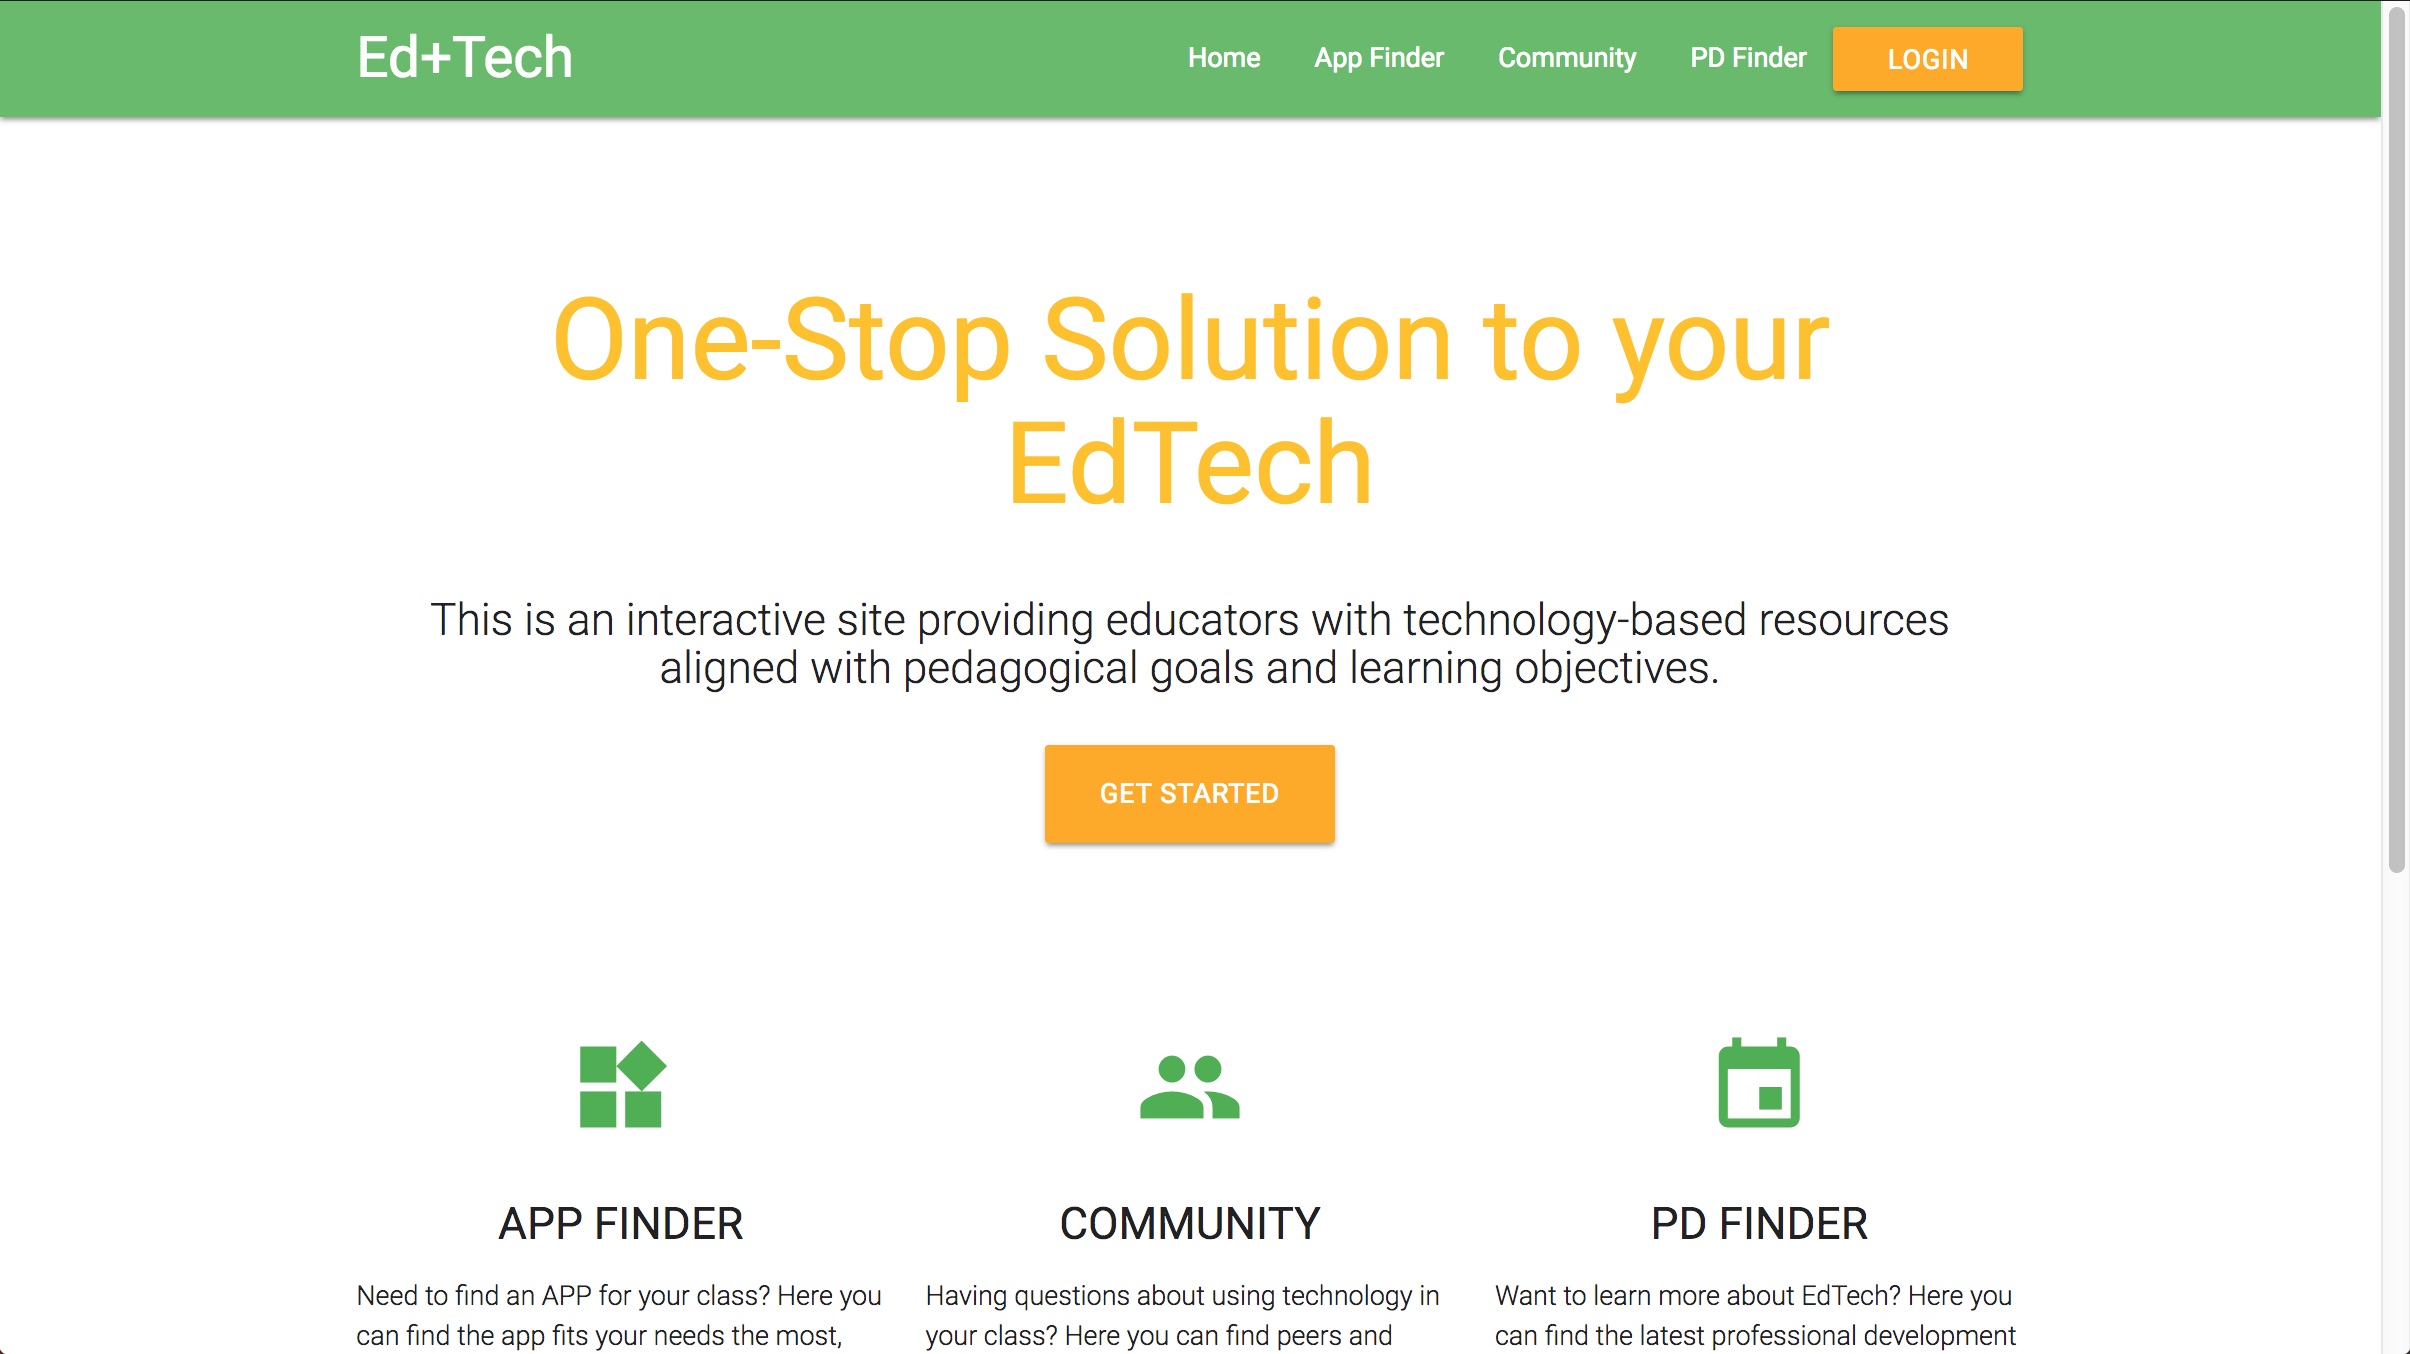 Ed+Tech
Home App Finder Community PD Finder LOGIN
One-Stop Solution to your
EdTech
This is an interactive site providing educators with technology-based resources
aligned with pedagogical goals and learning objectives.
GET STARTED
APP FINDER
Need to find an APP for your class? Here you
can find the app fits your needs the most,
COMMUNITY
Having questions about using technology in
your class? Here you can find peers and
PD FINDER
Want to learn more about EdTech? Here you
can find the latest professional development